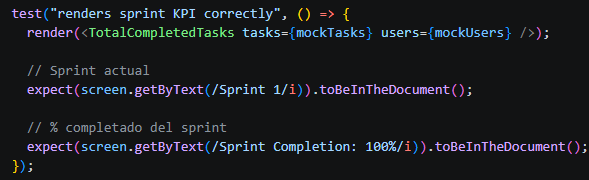 test("renders sprint KPI correctly", () => {
render(<TotalCompletedTasks tasks={mockTasks} users={mockUsers} />);
// Sprint actual
expect(screen.getByText(/Sprint 1/i)).toBeInTheDocument();
// % completado del sprint
expect(screen.getByText(/Sprint Completion: 100%/i)).toBeInTheDocument();
});